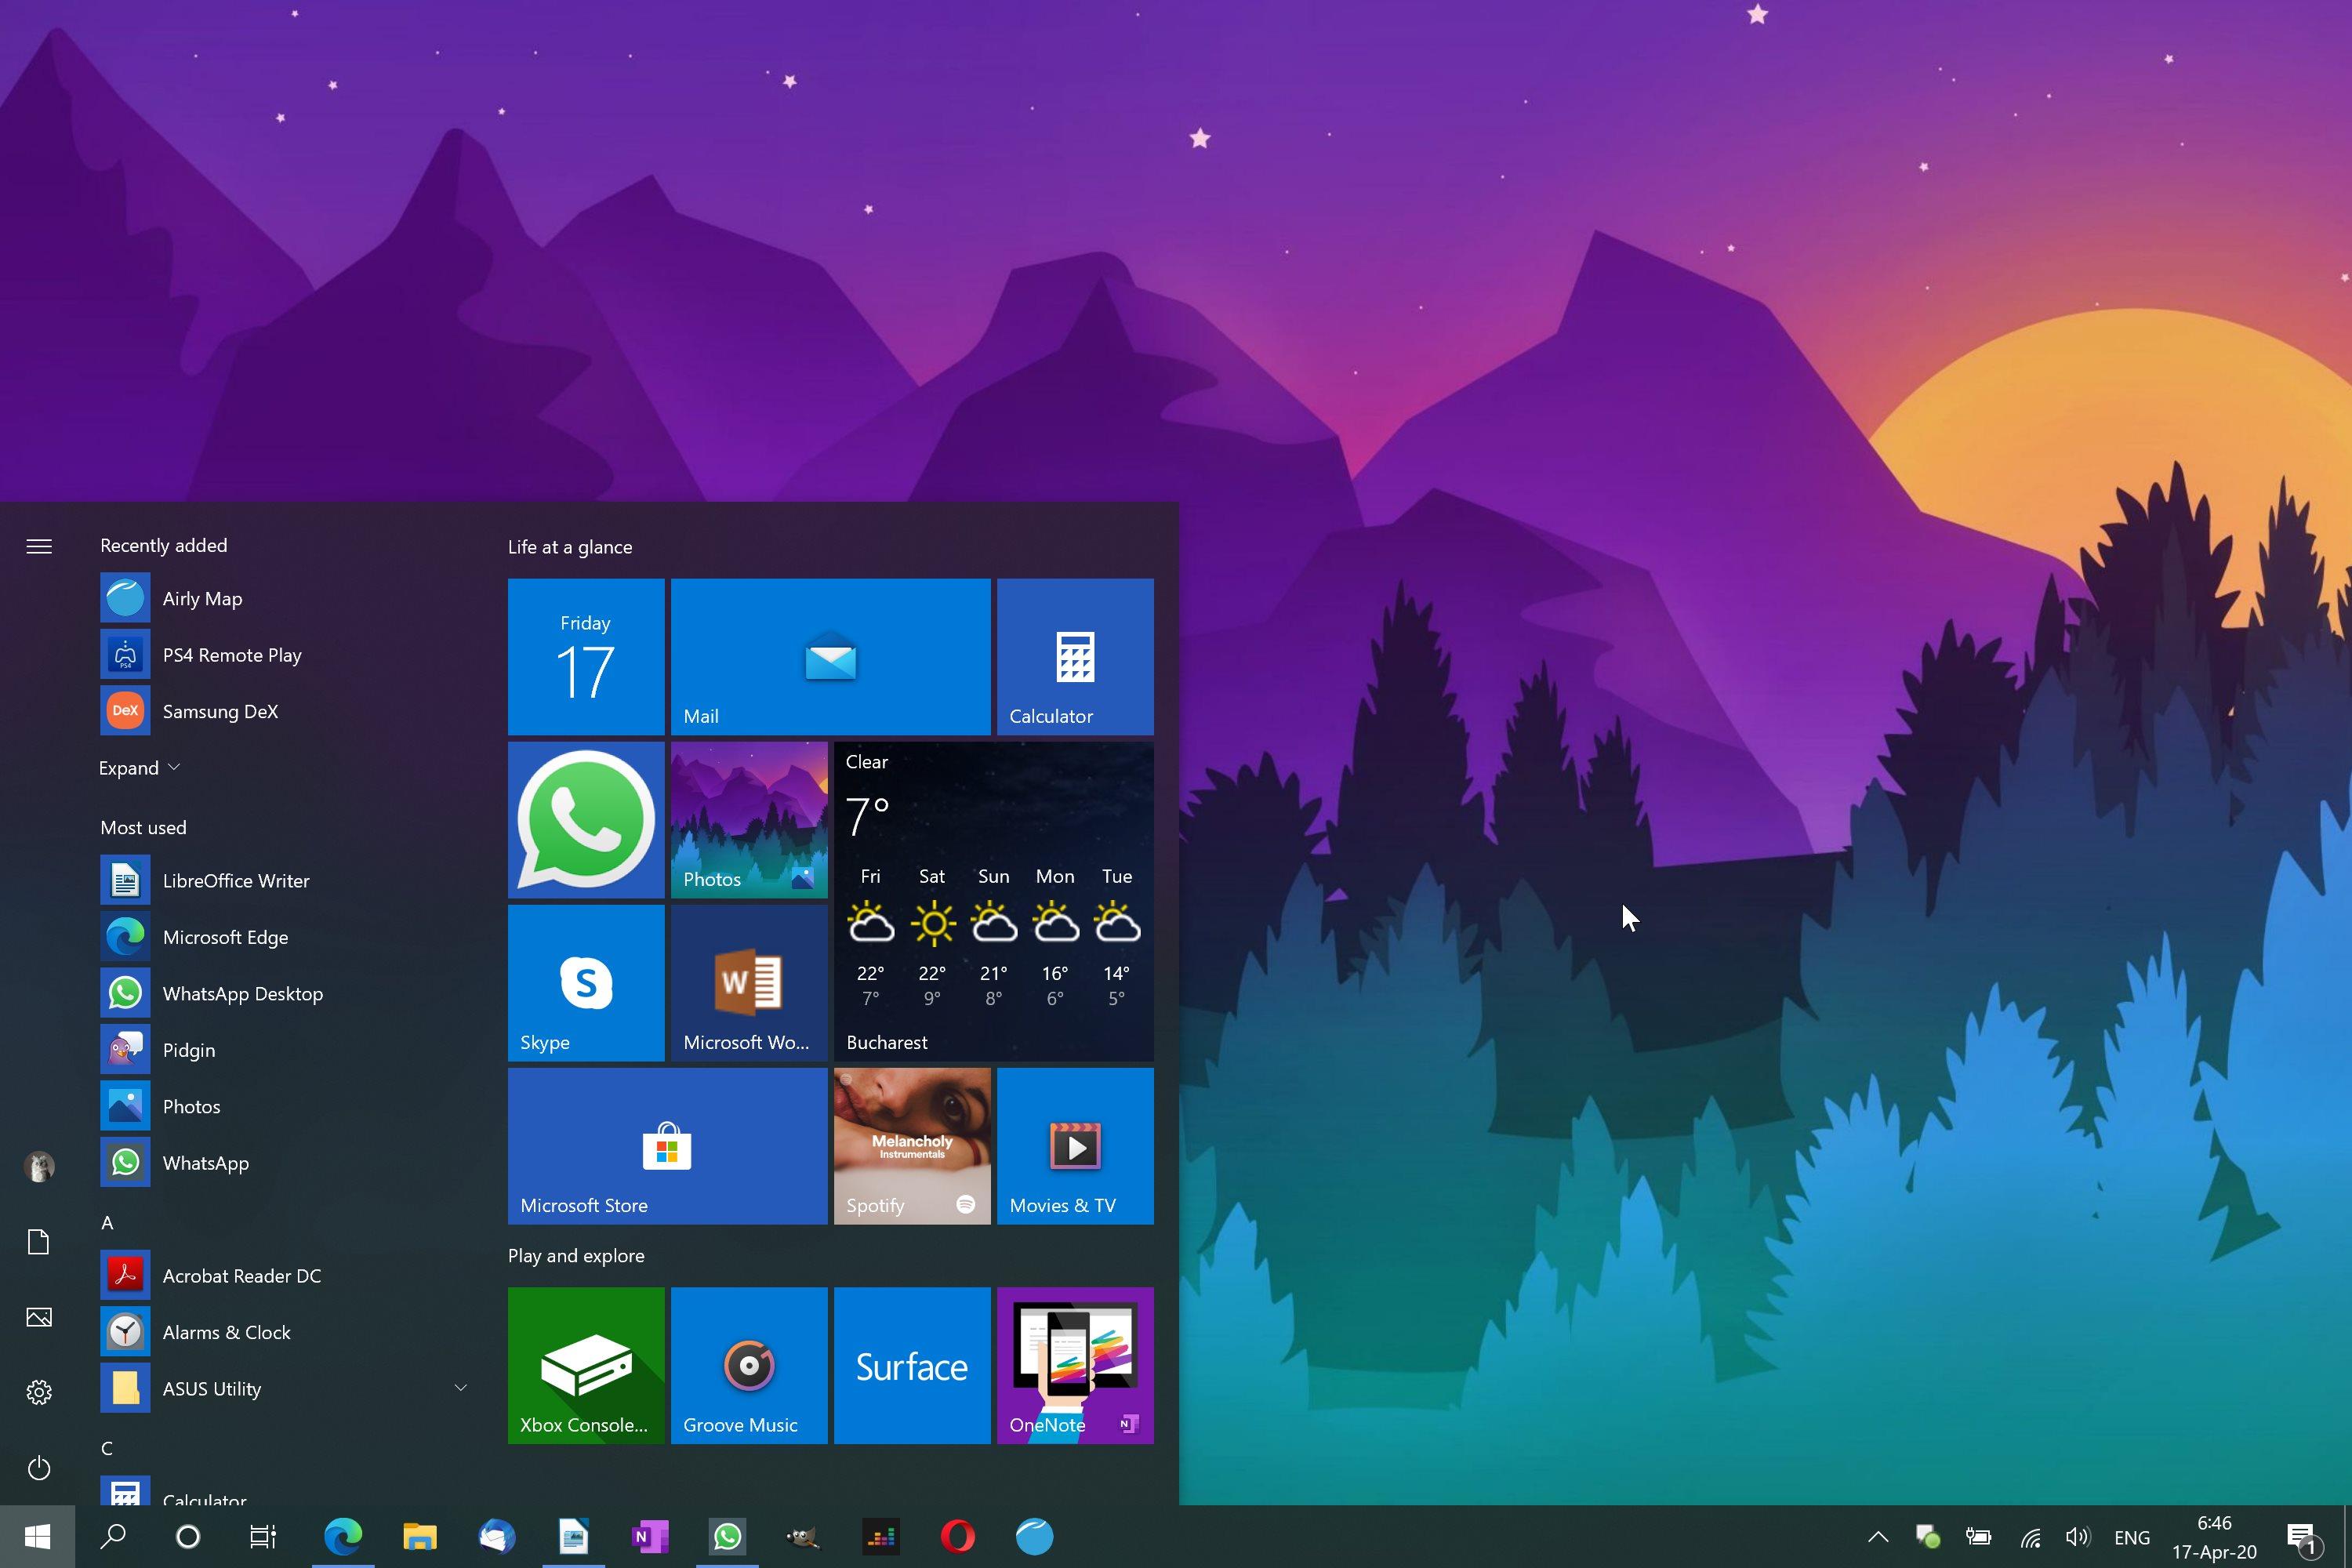 Recently added
Airly Map
PS4
PS4 Remote Play
DeX
Samsung DeX
Expand
Most used
LibreOffice Writer
Microsoft Edge
WhatsApp Desktop
Pidgin
Photos
WhatsApp
A
Acrobat Reader DC
Alarms & Clock
ASUS Utility
C
Calculator
Life at a glance
Friday
17
Mail
Calculator
Photos
Clear
7°
Fri Sat Sun Mon Tue
22° 22° 21° 16° 14°
7° 9° 8° 6° 5°
Bucharest
S
Skype
W
Microsoft Wo...
Microsoft Store
Melancholy
Instrumentals
Spotify
Movies & TV
Play and explore
Xbox Console...
Groove Music
Surface
N
OneNote
N
ENG
6:46
17-Apr-20
1